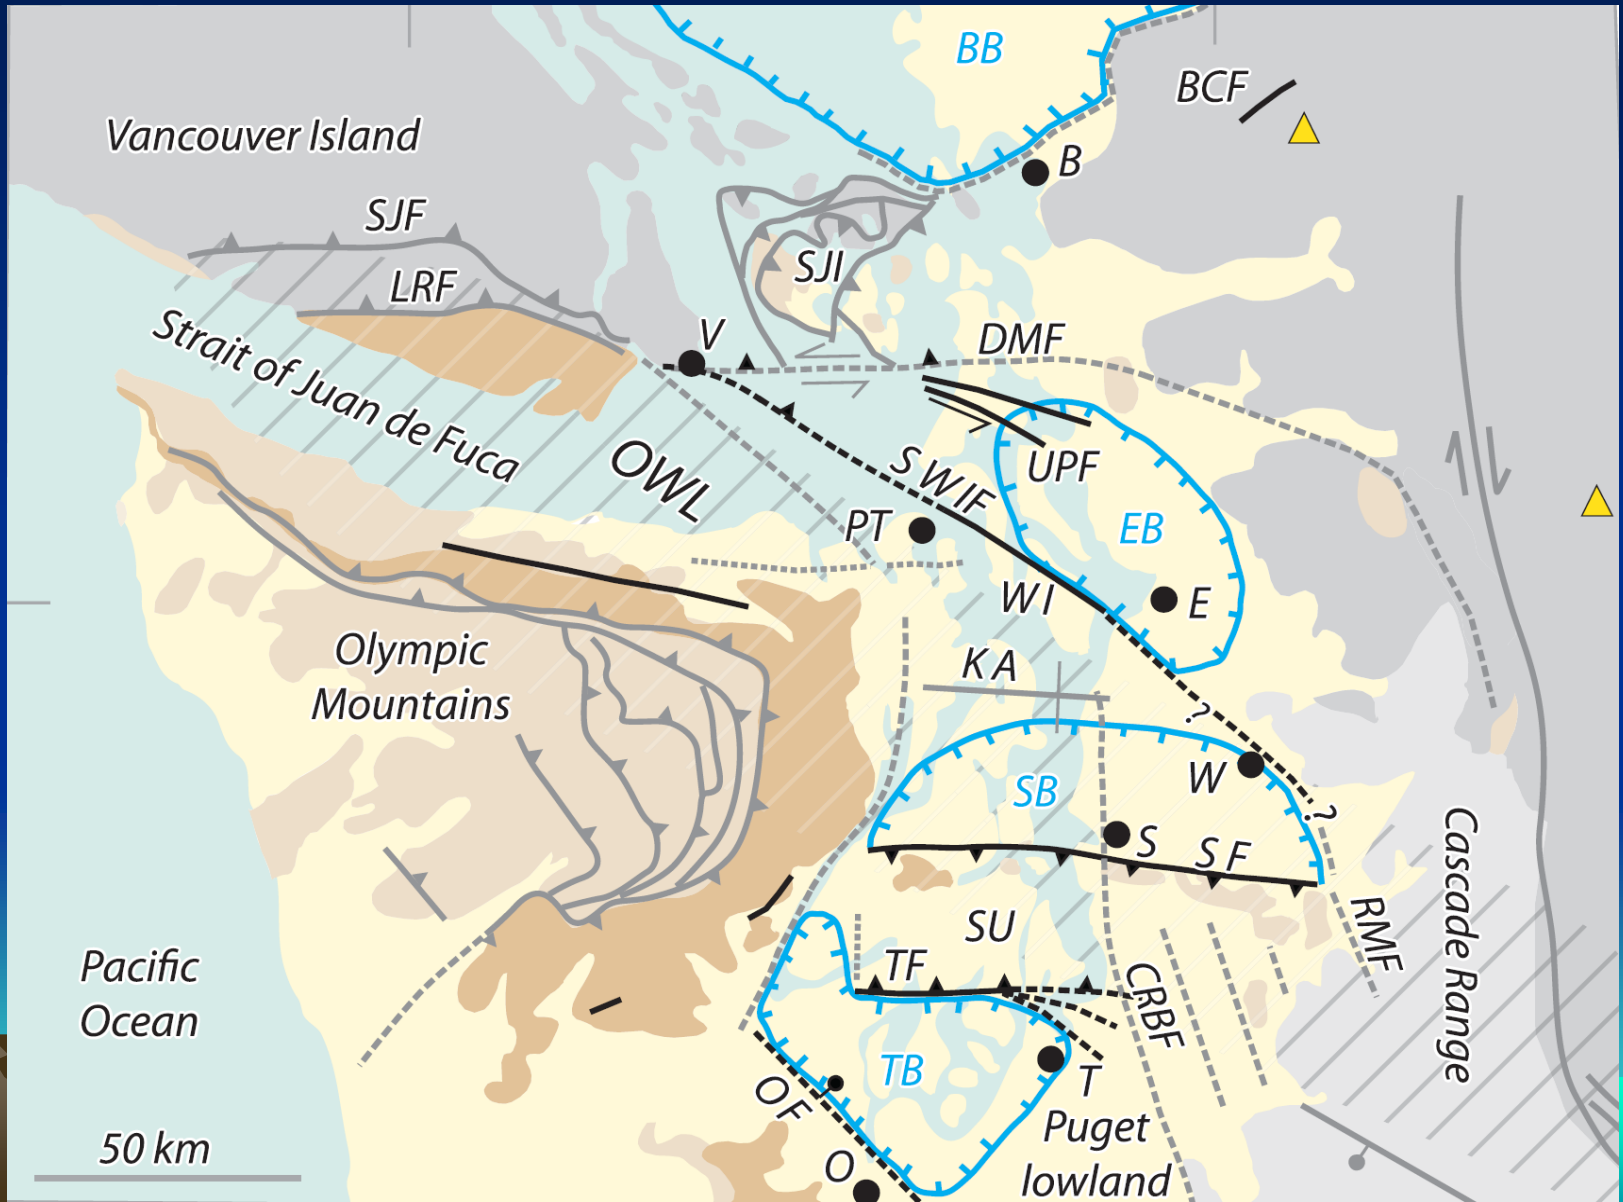 BB
BCF
Vancouver Island
B
SJF
SJI
LRF
V
DMF
Strait of Juan de Fuca
OWL
SWIF
UPF
PT
EB
WI
E
Olympic
Mountains
KA
?
W
SB
?
S
SF
Cascade Range
SU
RMF
TF
CRBF
Pacific
Ocean
TB
T
OF
Puget
lowland
50 km
O